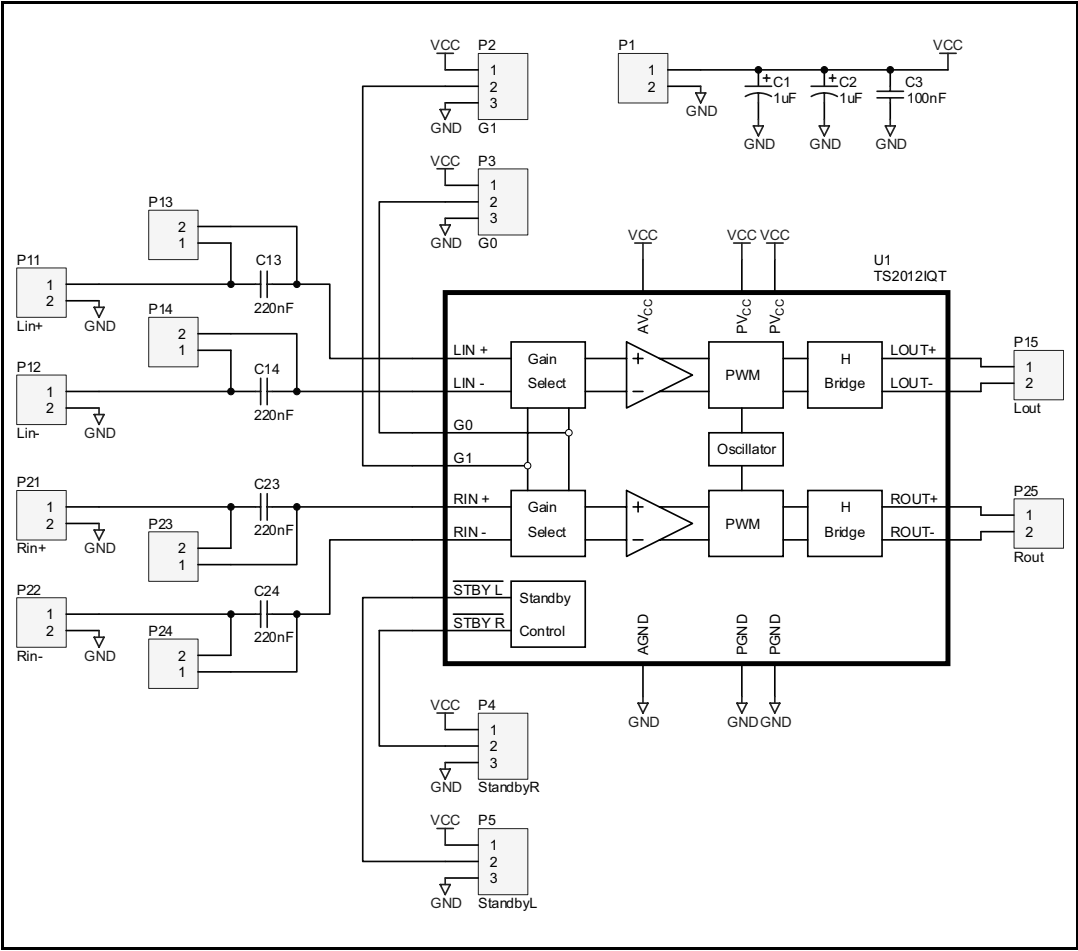 VCC
P2
1
2
3
GND
G1
P1
1
2
GND
VCC
+
C1
1uF
+
C2
1uF
C3
100nF
GND
GND
GND
VCC
P3
1
2
3
GND
G0
P13
2
1
P11
1
2
Lin+
GND
C13
220nF
P14
2
1
P12
1
2
Lin-
GND
C14
220nF
VCC
VCC
VCC
U1
TS2012IQT
AVCC
PVCC
PVCC
LIN +
LIN -
Gain
Select
+
−
PWM
H
Bridge
LOUT+
LOUT-
P15
1
2
Lout
G0
G1
Oscillator
P21
1
2
Rin+
GND
C23
220nF
P23
2
1
RIN +
RIN -
Gain
Select
+
−
PWM
H
Bridge
ROUT+
ROUT-
P25
1
2
Rout
P22
1
2
Rin-
GND
C24
220nF
P24
2
1
STBY L
STBY R
Standby
Control
AGND
PGND
PGND
GND
GND
GND
VCC
P4
1
2
3
GND
StandbyR
VCC
P5
1
2
3
GND
StandbyL